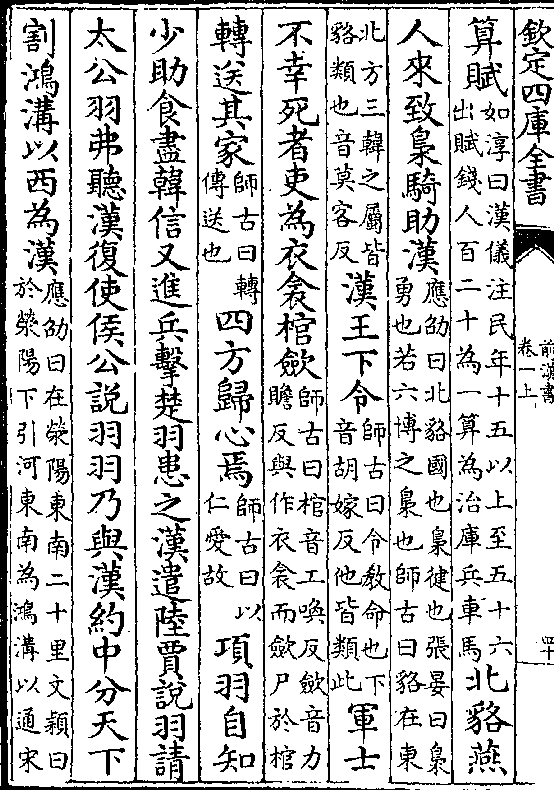 欽定四庫全書
前漢書
卷一上
四十
算賦如淳曰漢儀注民年十五以上至五十六出賦錢人百二十為一算為治庫兵車馬北貉燕
人來致梟騎助漢應劭曰北貉國也梟健也張晏曰梟勇也若六博之梟也師古曰貉在東
北方三韓之屬皆貉類也音莫客反漢王下令師古曰令教命也下音胡嫁反他皆類此軍士
不幸死者吏為衣衾棺斂師古曰棺音工喚反斂音力瞻反與作衣衾而斂尸於棺
轉送其家師古曰轉傳送也四方歸心焉師古曰以仁愛故項羽自知
少助食盡韓信又進兵擊楚羽患之漢遣陸賈說羽請
太公羽弗聽漢復使侯公說羽羽乃與漢約中分天下
割鴻溝以西為漢應劭曰在滎陽東南二十里文穎曰於滎陽下引河東南為鴻溝以通宋